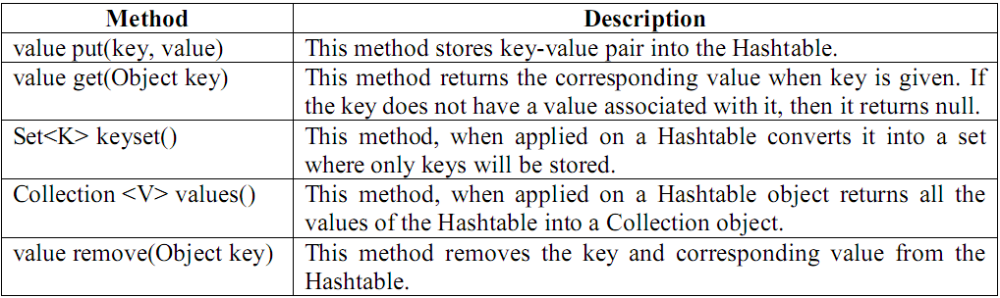 Method Description
value put(key, value) This method stores key-value pair into the Hashtable.
value get(Object key) This method returns the corresponding value when key is given. If
the key does not have a value associated with it, then it returns null.
Set<K> keyset() This method, when applied on a Hashtable converts it into a set
where only keys will be stored.
Collection <V> values() This method, when applied on a Hashtable object returns all the
values of the Hashtable into a Collection object.
value remove(Object key) This method removes the key and corresponding value from the
Hashtable.